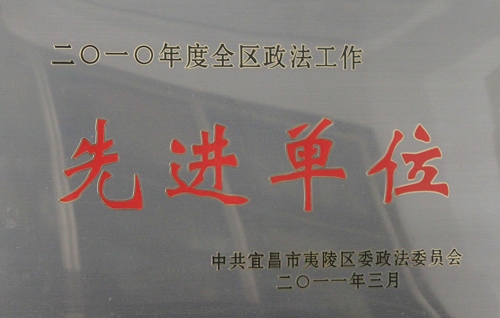 二〇一〇年度全区政法工作
先进单位
中共宜昌市夷陵区委政法委员会
二〇一一年三月